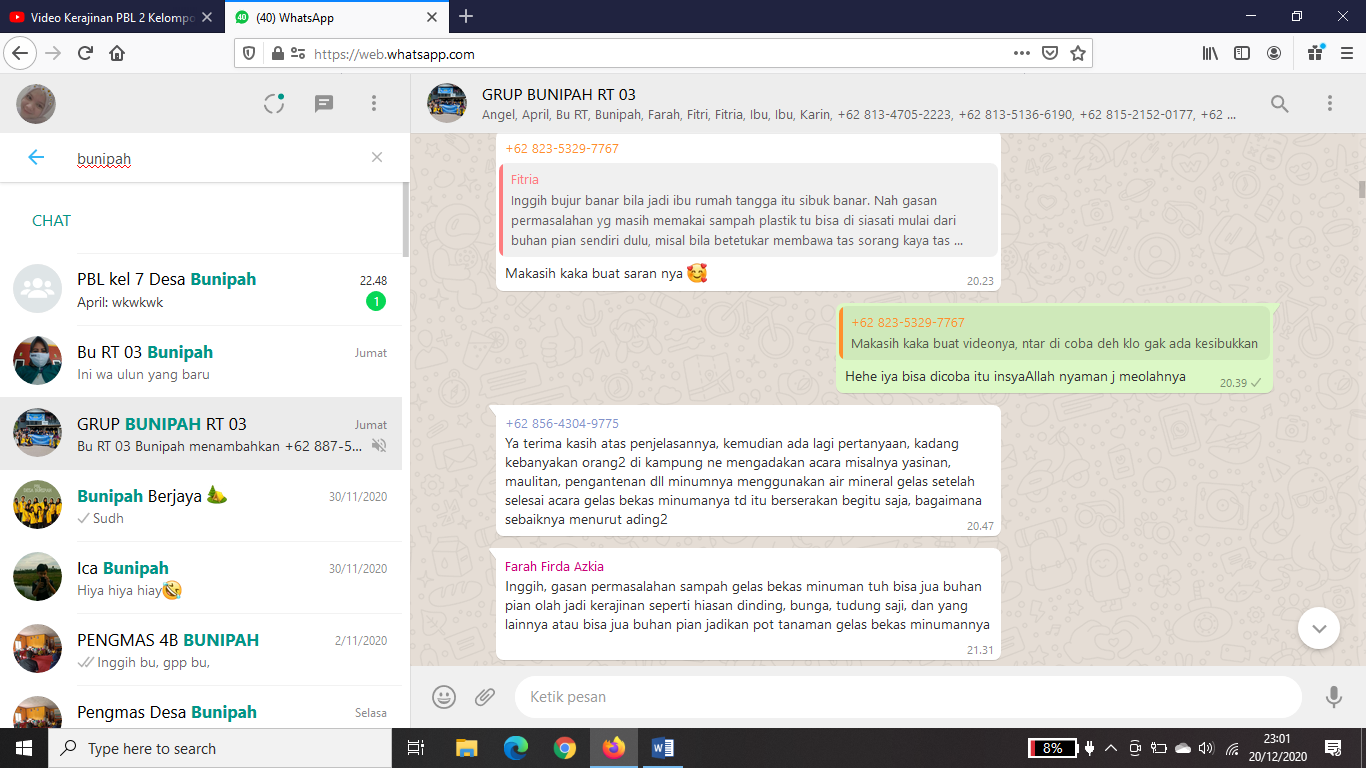 Video Kerajinan PBL 2 Kelompo
(40) WhatsApp
https://web.whatsapp.com
bunipah
CHAT
PBL kel 7 Desa Bunipah
22.48
April: wkwkwk
1
Bu RT 03 Bunipah
Jumat
Ini wa ulun yang baru
GRUP BUNIPAH RT 03
Jumat
Bu RT 03 Bunipah menambahkan +62 887-5...
Bunipah Berjaya
30/11/2020
Sudh
Ica Bunipah
30/11/2020
Hiya hiya hiay
PENGMAS 4B BUNIPAH
2/11/2020
Inggih bu, gpp bu,
Pengmas Desa Bunipah
Selasa
GRUP BUNIPAH RT 03
Angel, April, Bu RT, Bunipah, Farah, Fitri, Fitria, Ibu, Ibu, Karin, +62 813-4705-2223, +62 813-5136-6190, +62 815-2152-0177, +62 ...
+62 823-5329-7767
Fitria
Inggih bujur banar bila jadi ibu rumah tangga itu sibuk banar. Nah gasan
permasalahan yg masih memakai sampah plastik tu bisa di siasati mulai dari
buhan pian sendiri dulu, misal bila betetukar membawa tas sorang kaya tas ...
Makasih kaka buat saran nya
20.23
+62 823-5329-7767
Makasih kaka buat videonya, ntar di coba deh klo gak ada kesibukkan
Hehe iya bisa dicoba itu insyaAllah nyaman j meolahnya
20.39
+62 856-4304-9775
Ya terima kasih atas penjelasannya, kemudian ada lagi pertanyaan, kadang
kebanyakan orang2 di kampung ne mengadakan acara misalnya yasinan,
maulitan, pengantenan dll minumnya menggunakan air mineral gelas setelah
selesai acara gelas bekas minumanya td itu berserakan begitu saja, bagaimana
sebaiknya menurut ading2
20.47
Farah Firda Azkia
Inggih, gasan permasalahan sampah gelas bekas minuman tuh bisa jua buhan
pian olah jadi kerajinan seperti hiasan dinding, bunga, tudung saji, dan yang
lainnya atau bisa jua buhan pian jadikan pot tanaman gelas bekas minumannya
21.31
Ketik pesan
Type here to search
8%
23:01
20/12/2020